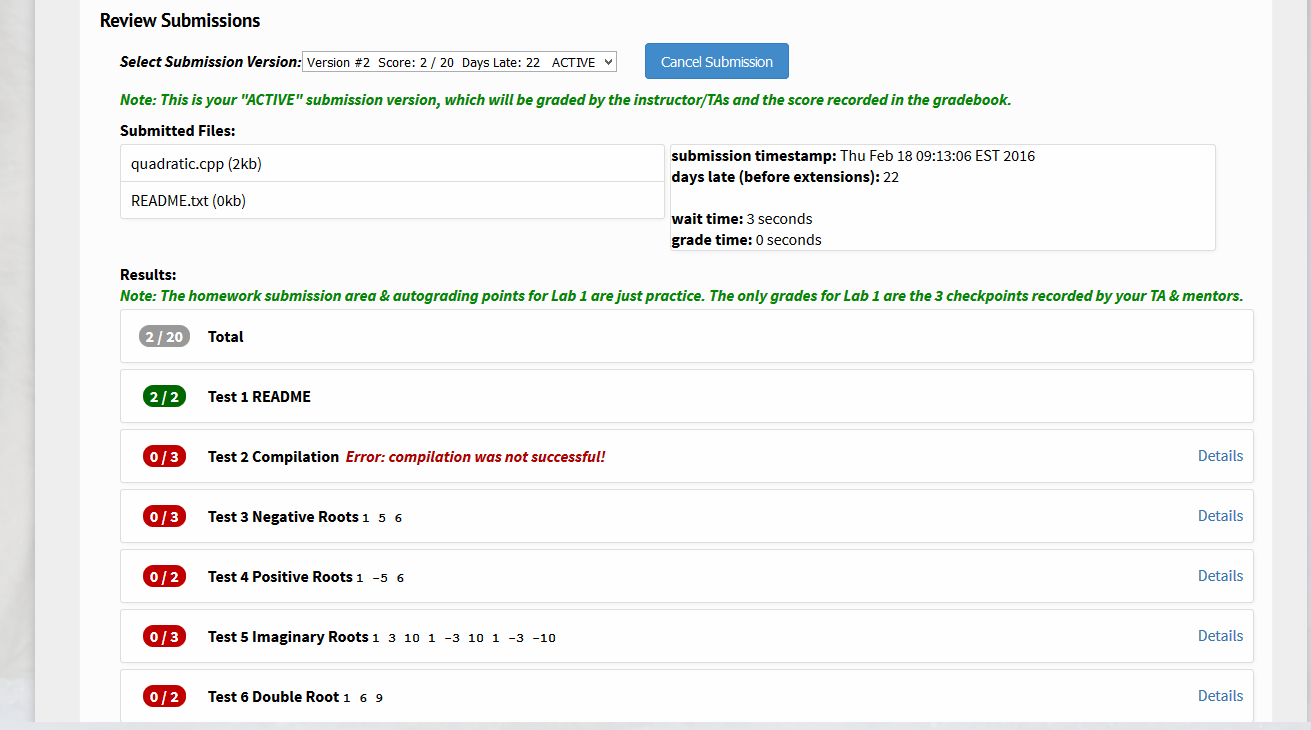 Review Submissions
Select Submission Version: Version #2 Score: 2 / 20 Days Late: 22 ACTIVE Cancel Submission
Note: This is your "ACTIVE" submission version, which will be graded by the instructor/TAs and the score recorded in the gradebook.
Submitted Files:
quadratic.cpp (2kb)
README.txt (0kb)
submission timestamp: Thu Feb 18 09:13:06 EST 2016
days late (before extensions): 22
wait time: 3 seconds
grade time: 0 seconds
Results:
Note: The homework submission area & autograding points for Lab 1 are just practice. The only grades for Lab 1 are the 3 checkpoints recorded by your TA & mentors.
2 / 20 Total
2 / 2 Test 1 README
0 / 3 Test 2 Compilation Error: compilation was not successful! Details
0 / 3 Test 3 Negative Roots 1 5 6 Details
0 / 2 Test 4 Positive Roots 1 -5 6 Details
0 / 3 Test 5 Imaginary Roots 1 3 10 1 -3 10 1 -3 -10 Details
0 / 2 Test 6 Double Root 1 6 9 Details